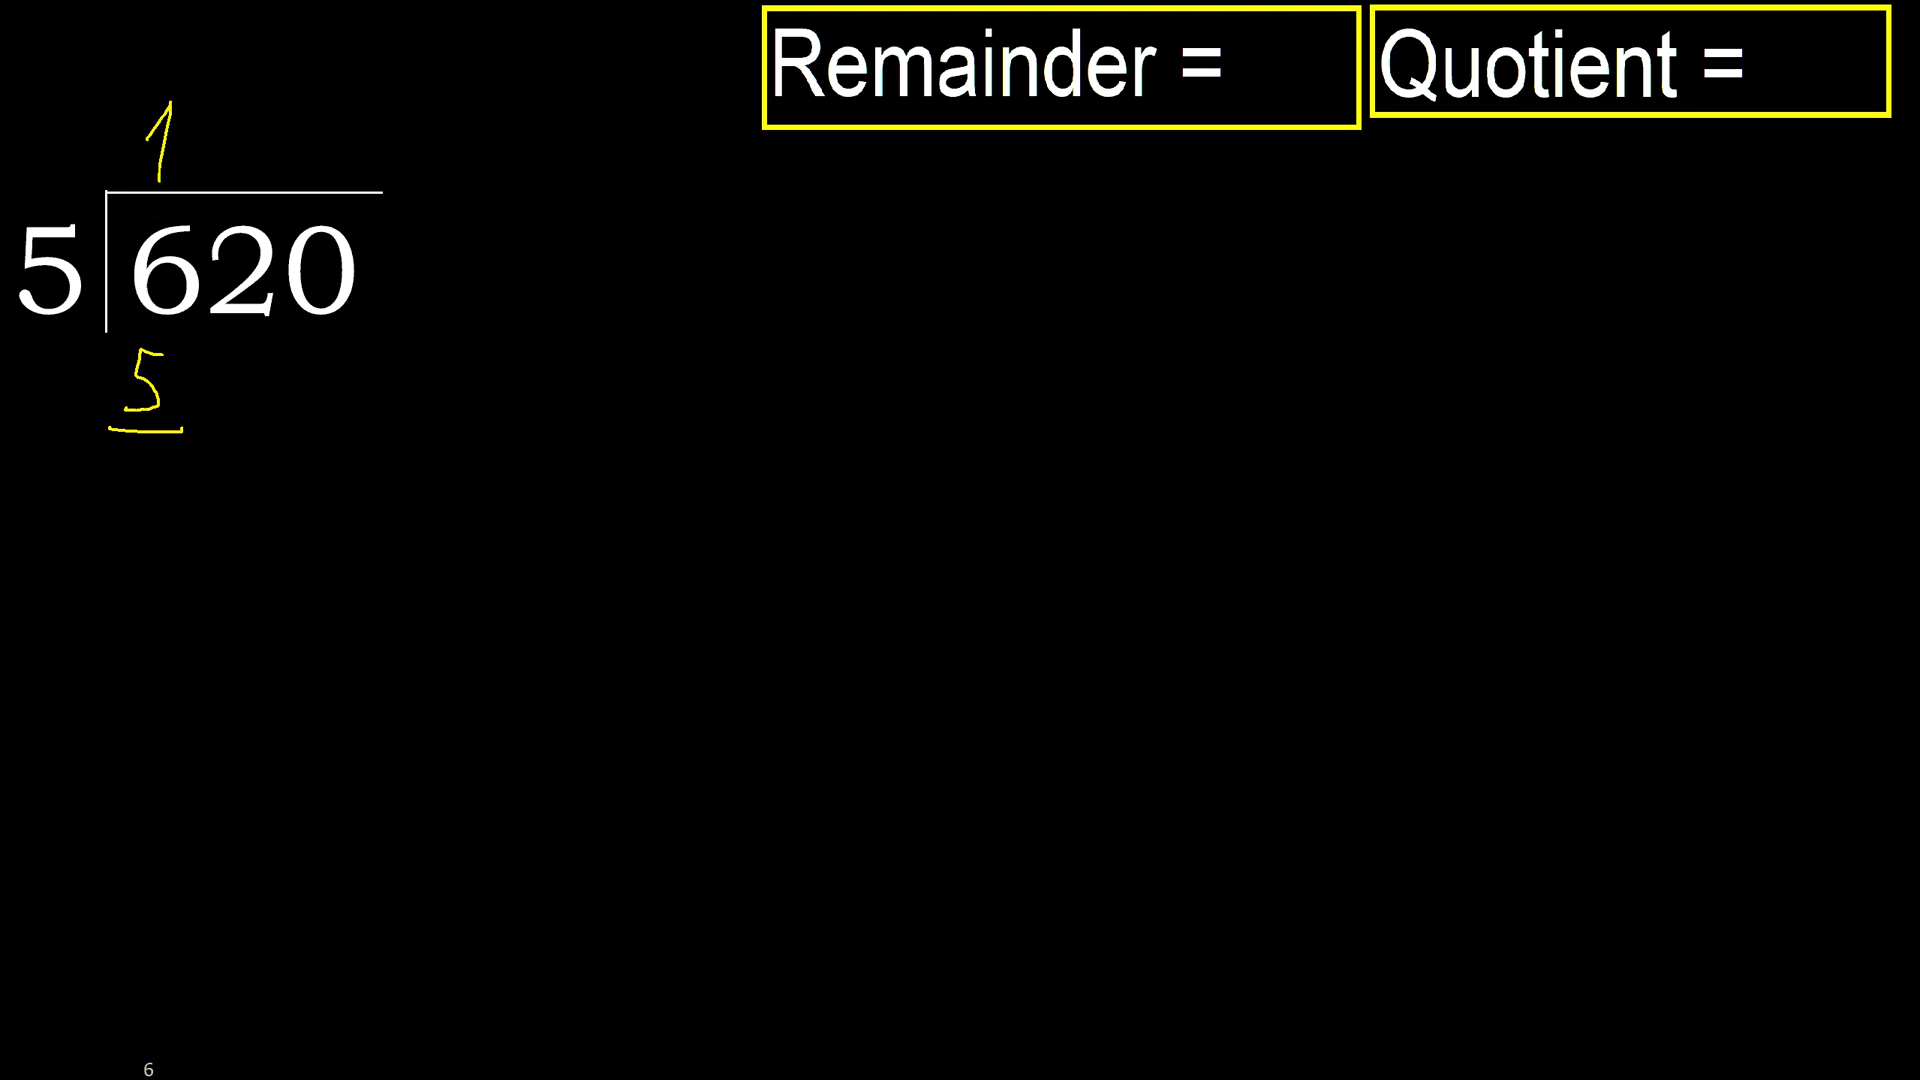 Remainder = Quotient =
1
5 620
5
6